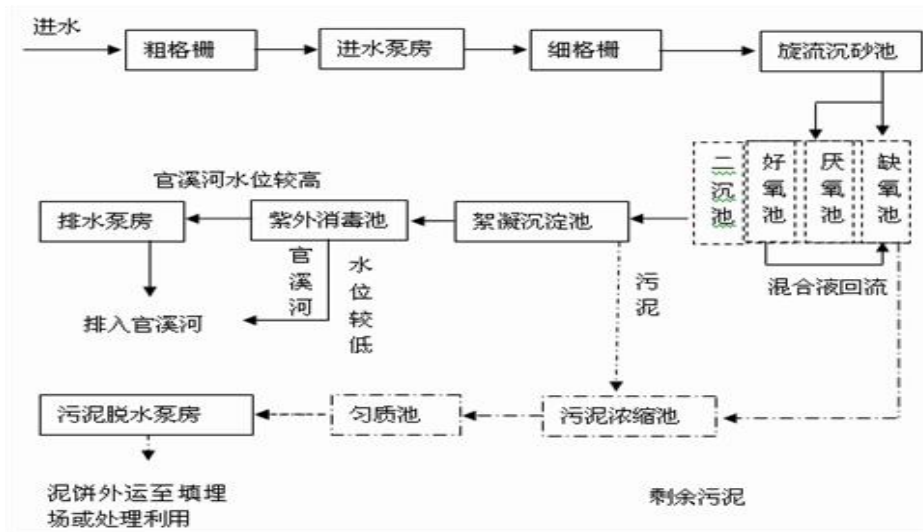 进水
粗格栅
进水泵房
细格栅
旋流沉砂池
二沉池
好氧池
厌氧池
缺氧池
官溪河水位较高
排水泵房
紫外消毒池
絮凝沉淀池
官溪河
水位较低
污泥
混合液回流
排入官溪河
污泥脱水泵房
匀质池
污泥浓缩池
泥饼外运至填埋
场或处理利用
剩余污泥